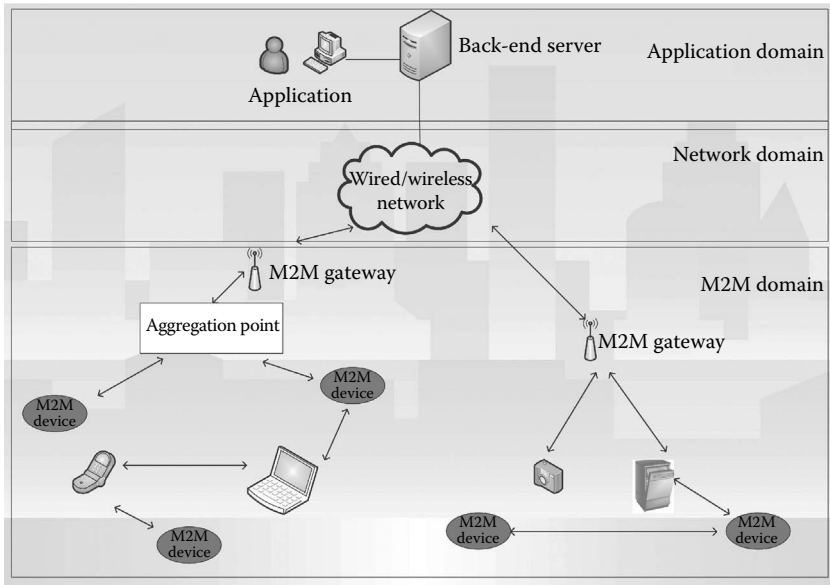 Back-end server
Application domain
Application
Network domain
Wired/wireless
network
M2M gateway
M2M domain
Aggregation point
M2M gateway
M2M
device
M2M
device
M2M
device
M2M
device
M2M
device